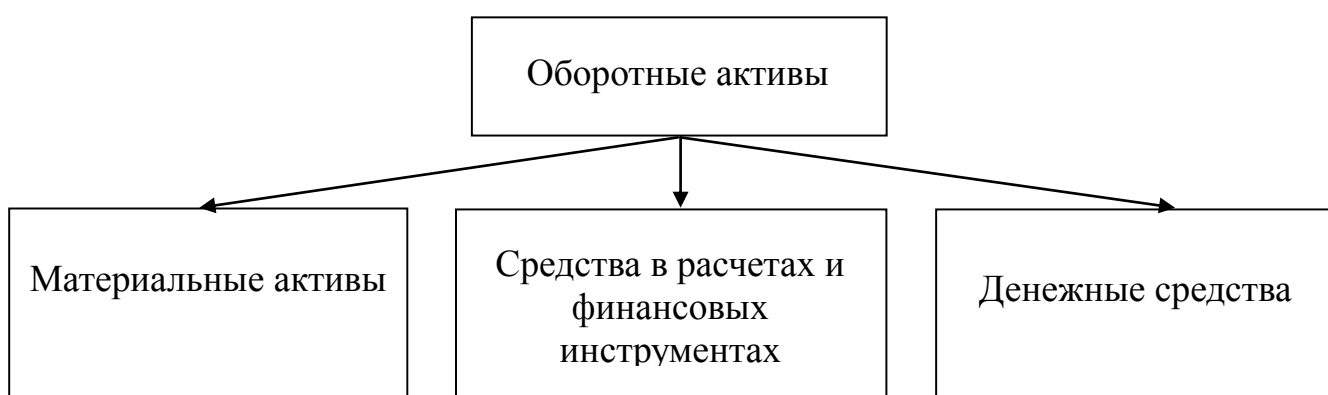 Оборотные активы
Материальные активы
Средства в расчетах и
финансовых
инструментах
Денежные средства